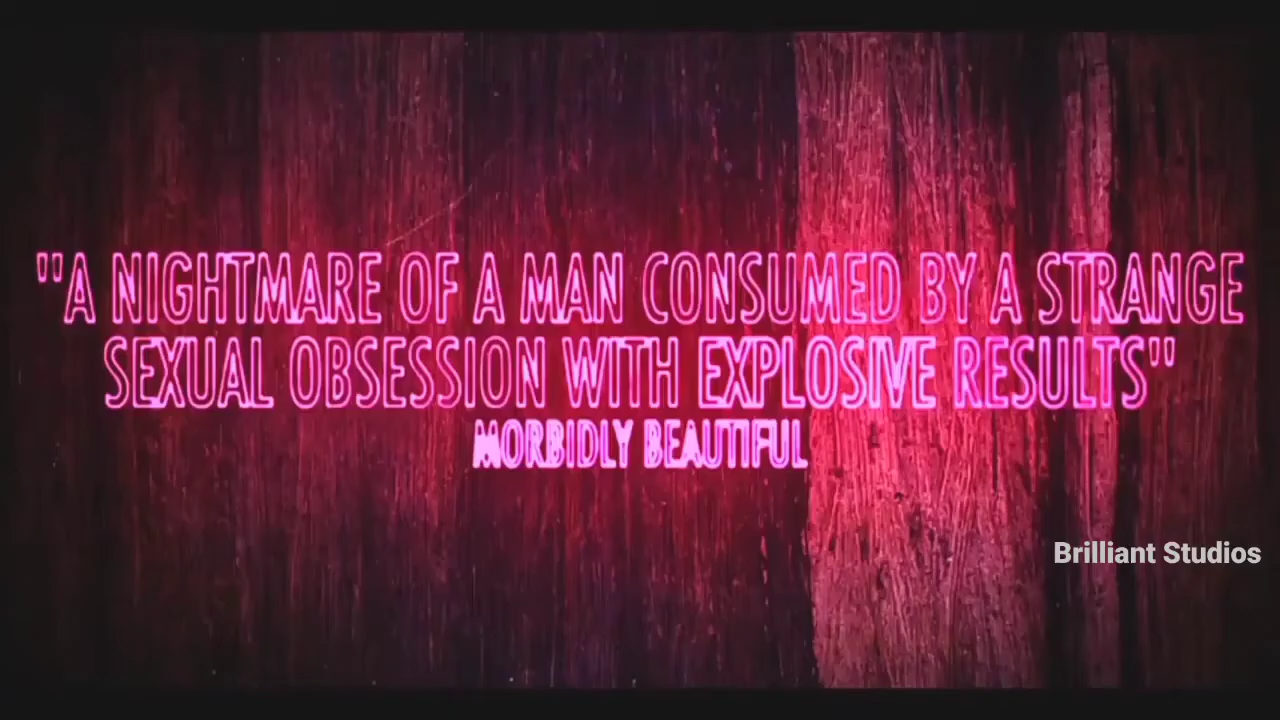 "A NIGHTMARE OF A MAN CONSUMED BY A STRANGE
SEXUAL OBSESSION WITH EXPLOSIVE RESULTS"
MORBIDLY BEAUTIFUL
Brilliant Studios